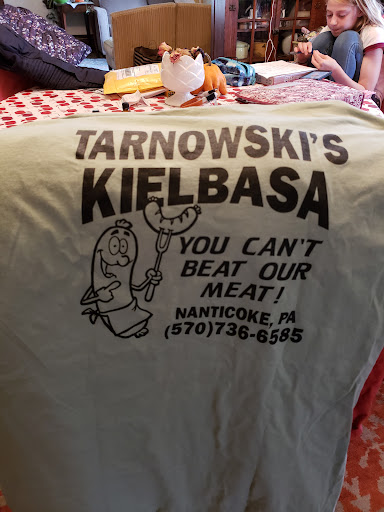 TARNOWSKI'S
KIELBASA
YOU CAN'T
BEAT OUR
MEAT!
NANTICOKE, PA
(570)736-6585